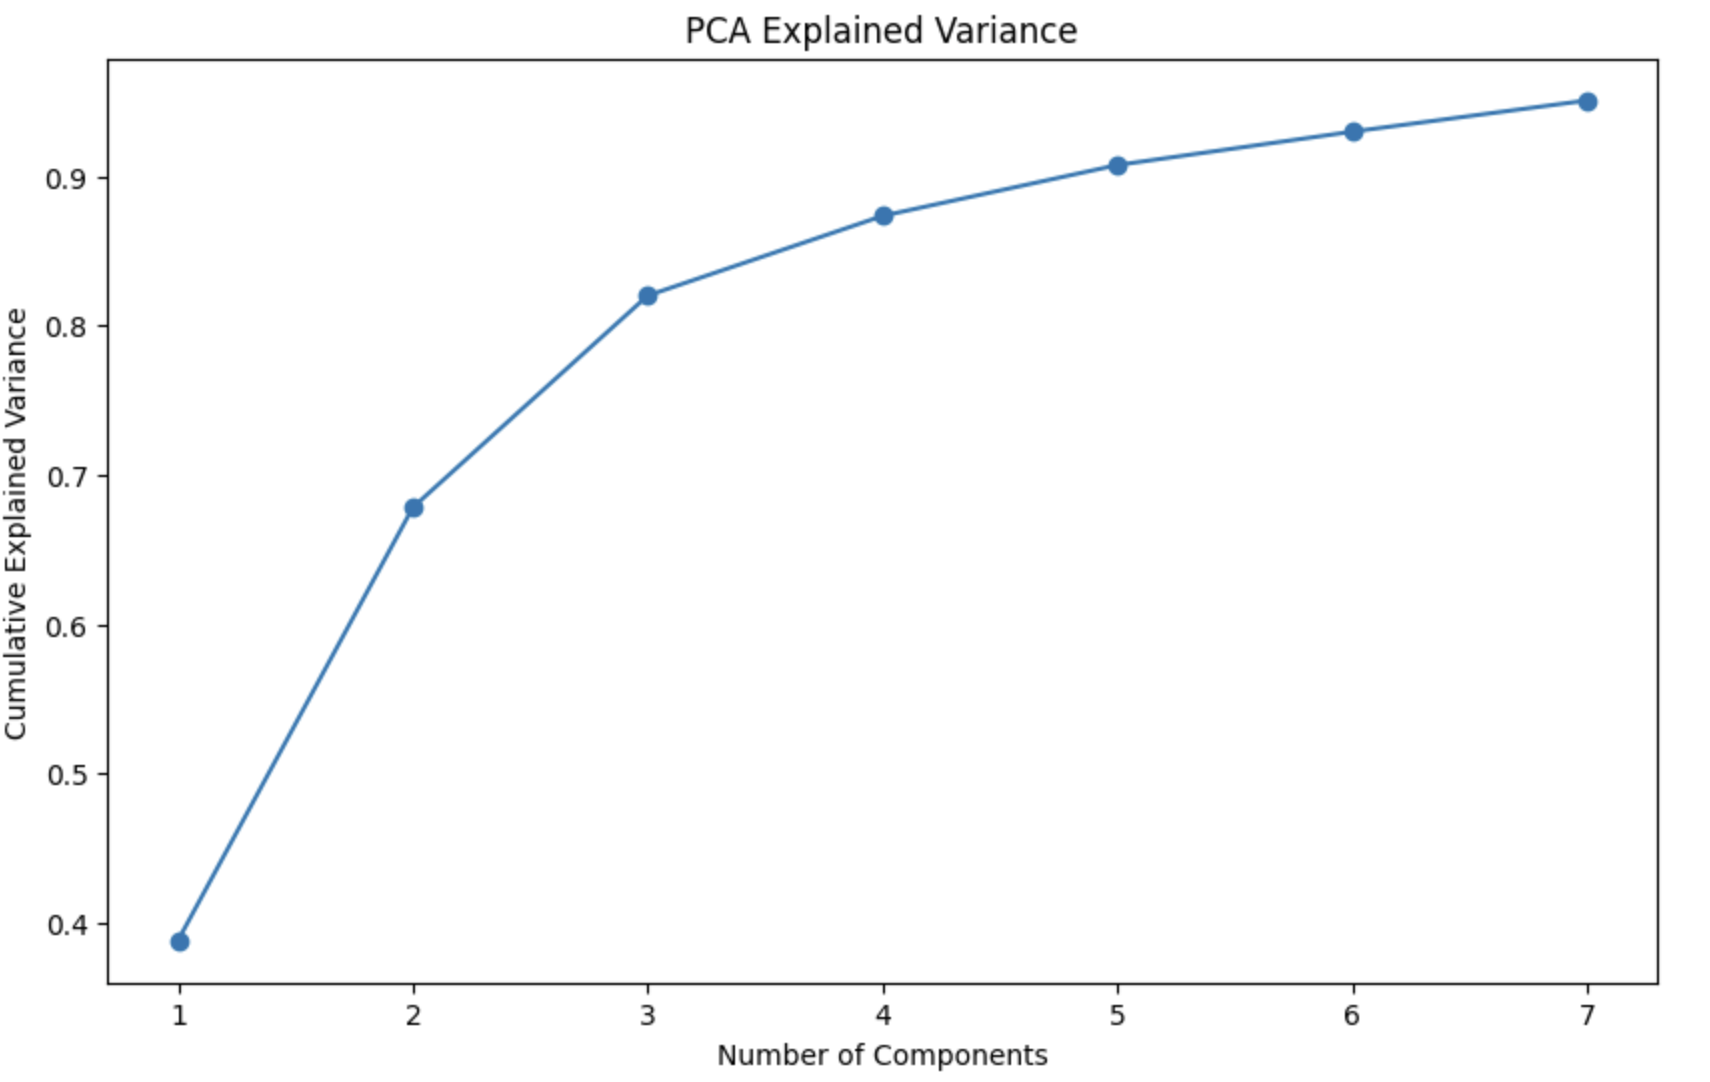 PCA Explained Variance
Cumulative Explained Variance
0.9
0.8
0.7
0.6
0.5
0.4
1 2 3 4 5 6 7
Number of Components